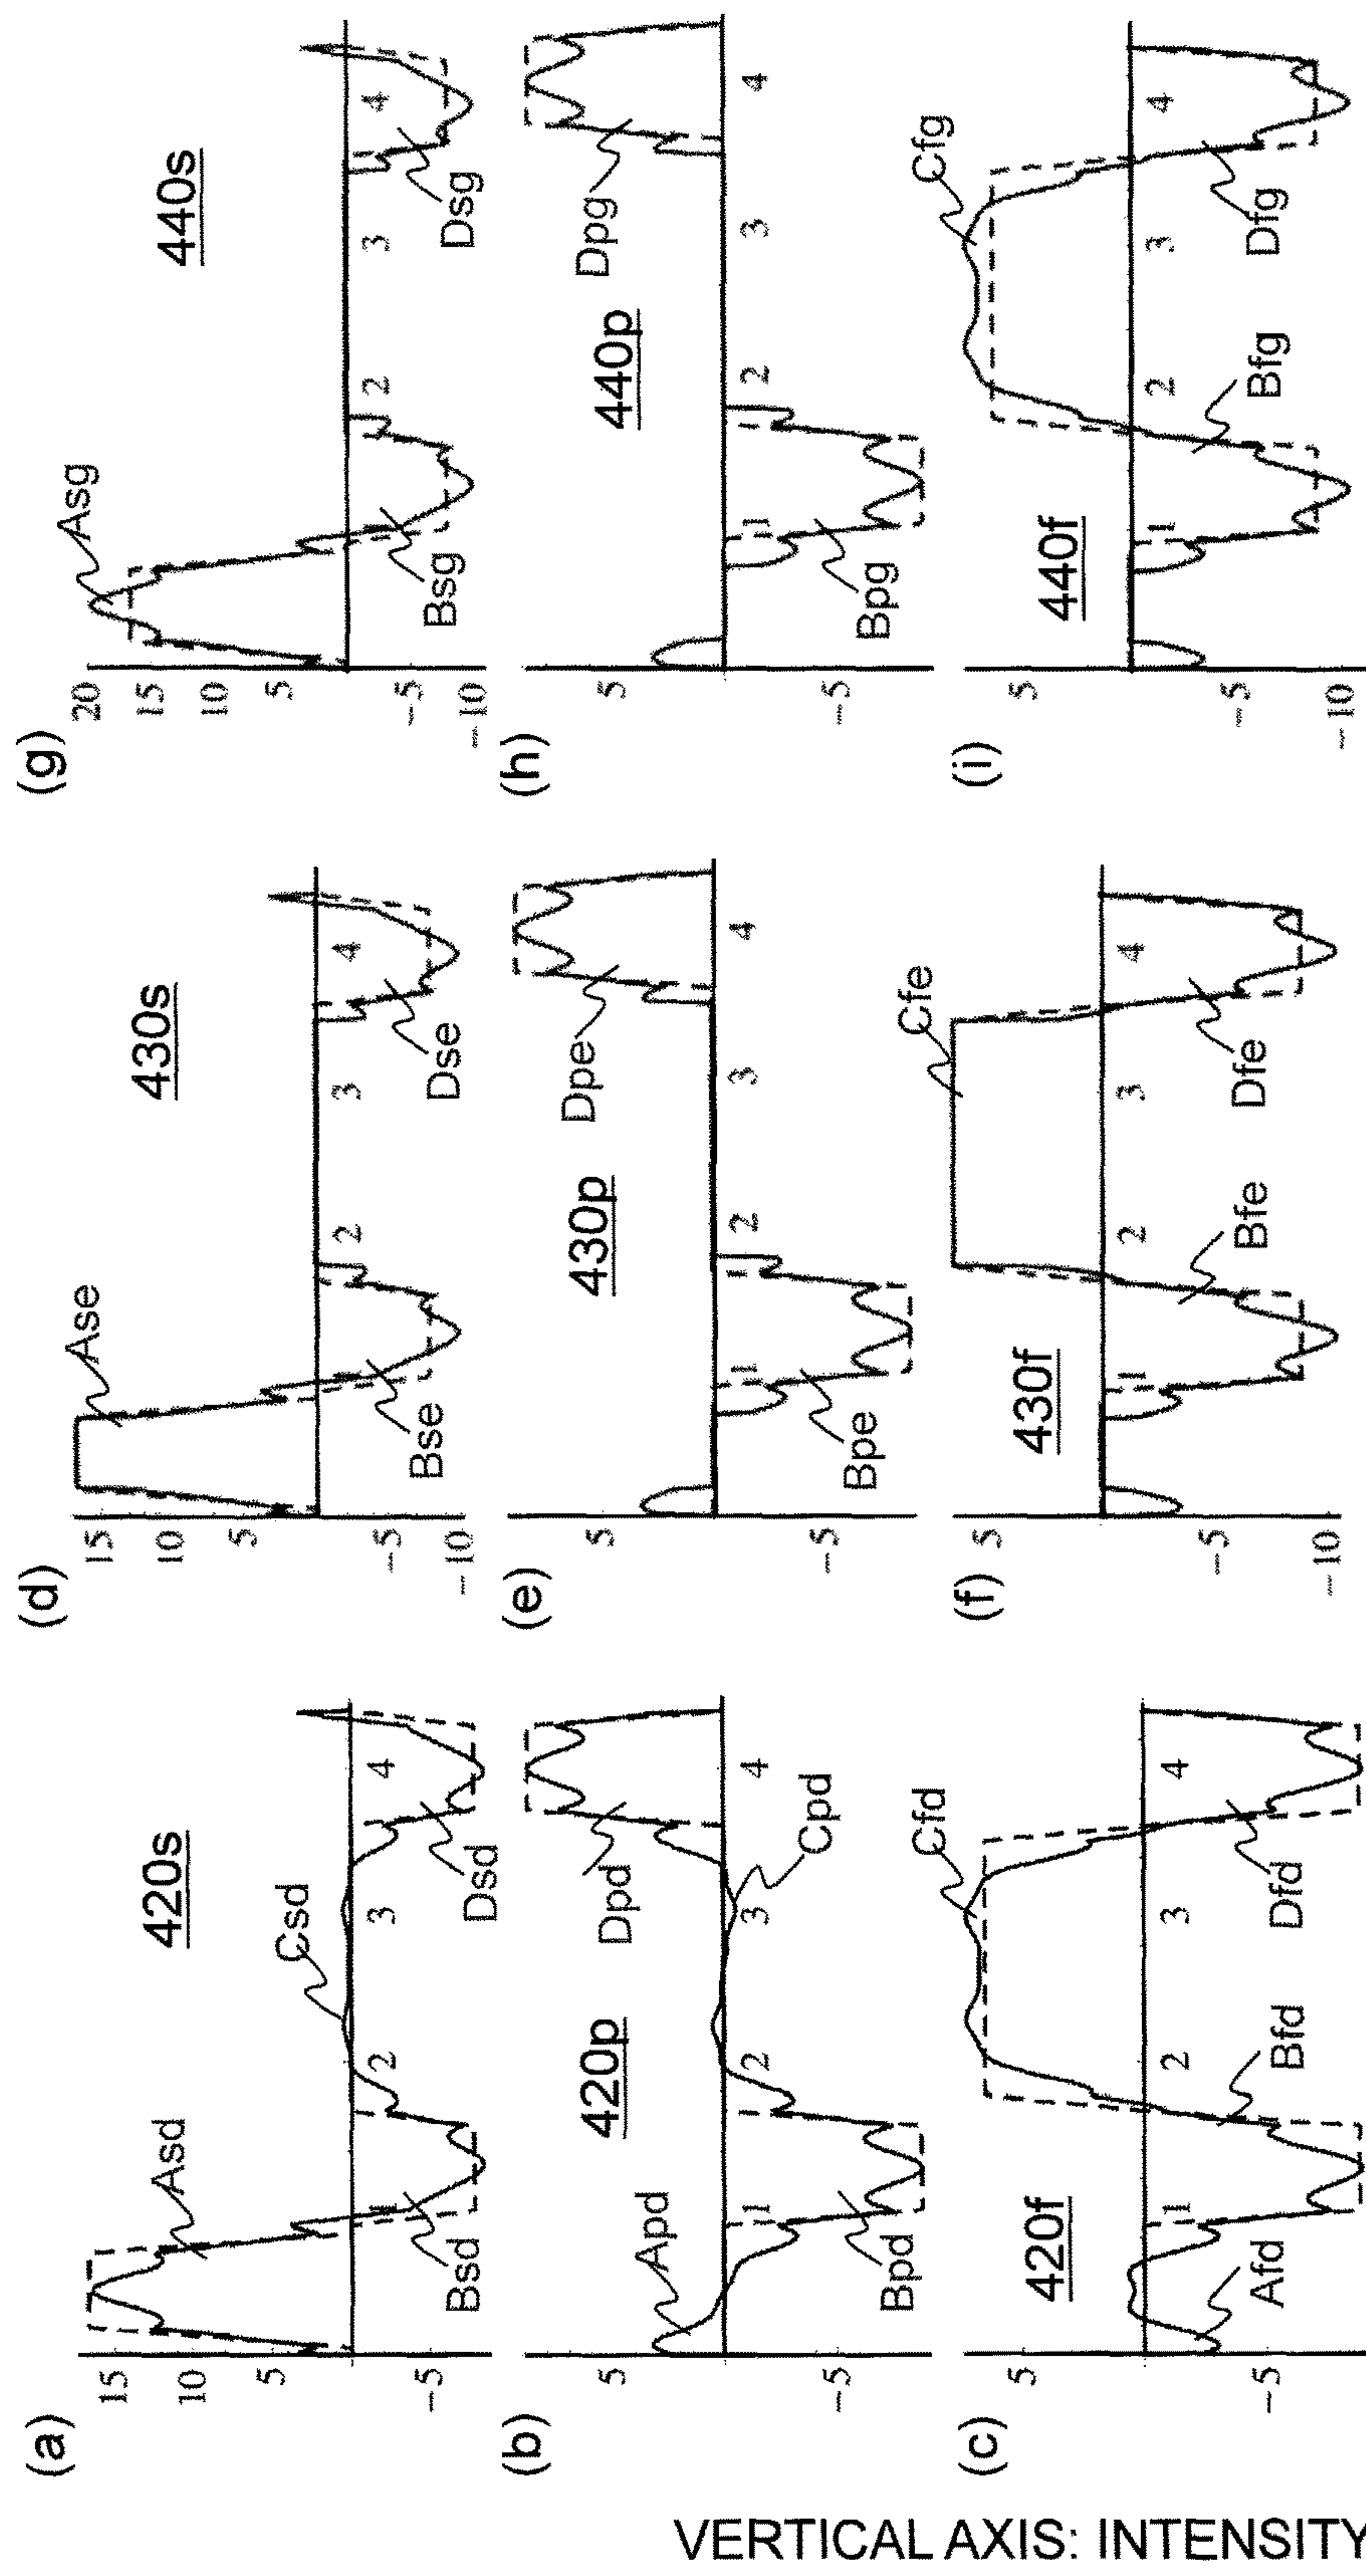 (a)
420s
Asd
Csd
15
10
5
-5
1
2
3
4
Bsd
Dsd
(b)
420p
Apd
Dpd
5
-5
1
2
3
4
Bpd
Cpd
(c)
420f
Cfd
5
-5
1
2
3
4
Afd
Bfd
Dfd
(d)
430s
Ase
15
10
5
-5
-10
2
3
4
Bse
Dse
(e)
430p
Dpe
5
-5
1
2
3
4
Bpe
(f)
430f
Cfe
5
-5
-10
1
2
3
4
Bfe
Dfe
(g)
440s
Asg
20
15
10
5
-5
-10
2
3
4
Bsg
Dsg
(h)
440p
Dpg
5
-5
1
2
3
4
Bpg
(i)
440f
Cfg
5
-5
-10
1
2
3
4
Bfg
Dfg
VERTICAL AXIS: INTENSITY